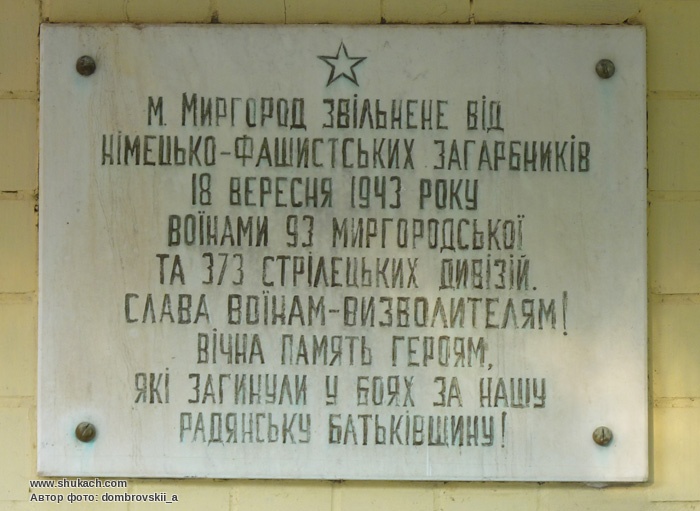 м. Миргород звільнене від
німецько-фашистських загарбників
18 вересня 1943 року
воїнами 93 миргородської
та 373 стрілецьких дивізій.
Слава воїнам-визволителям!
Вічна память героям,
які загинули у боях за нашу
радянську Батьківщину!
www.shukach.com
Автор фото: dombrovskii_a